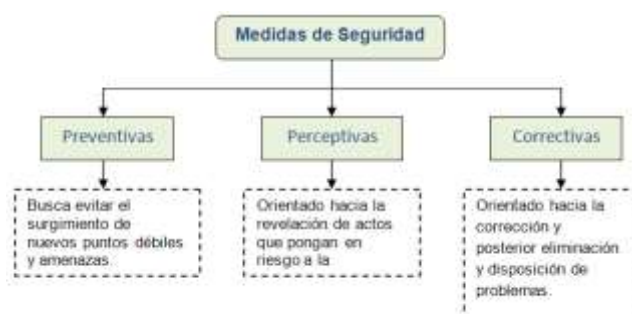 Medidas de Seguridad
Preventivas
Perceptivas
Correctivas
Busca evitar el
surgimiento de
nuevos puntos débiles
y amenazas.
Orientado hacia la
revelación de actos
que pongan en
riesgo a la
Orientado hacia la
corrección y
posterior eliminación
y disposición de
problemas.